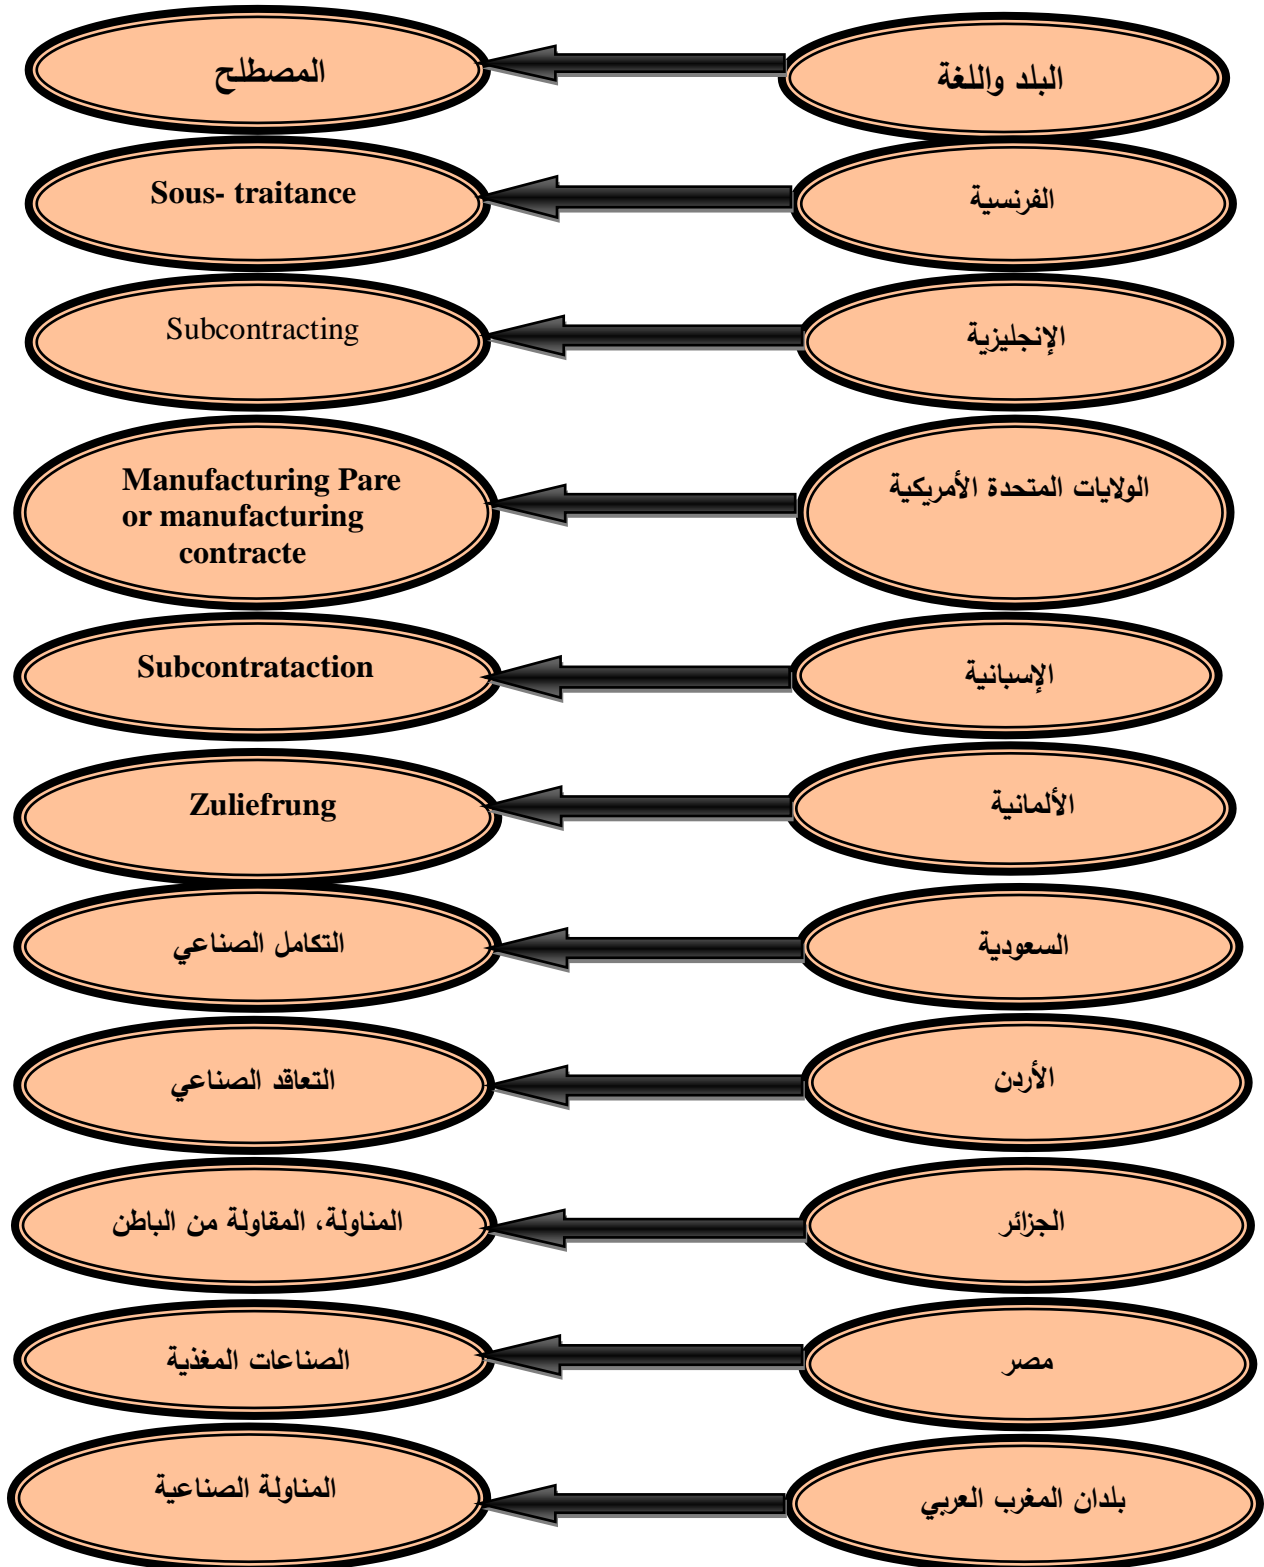 البلد واللغة
المصطلح
الفرنسية
Sous- traitance
الإنجليزية
Subcontracting
الولايات المتحدة الأمريكية
Manufacturing Pare
or manufacturing
contracte
الإسبانية
Subcontrataction
الألمانية
Zuliefrung
السعودية
التكامل الصناعي
الأردن
التعاقد الصناعي
الجزائر
المناولة، المقاولة من الباطن
مصر
الصناعات المغذية
بلدان المغرب العربي
المناولة الصناعية